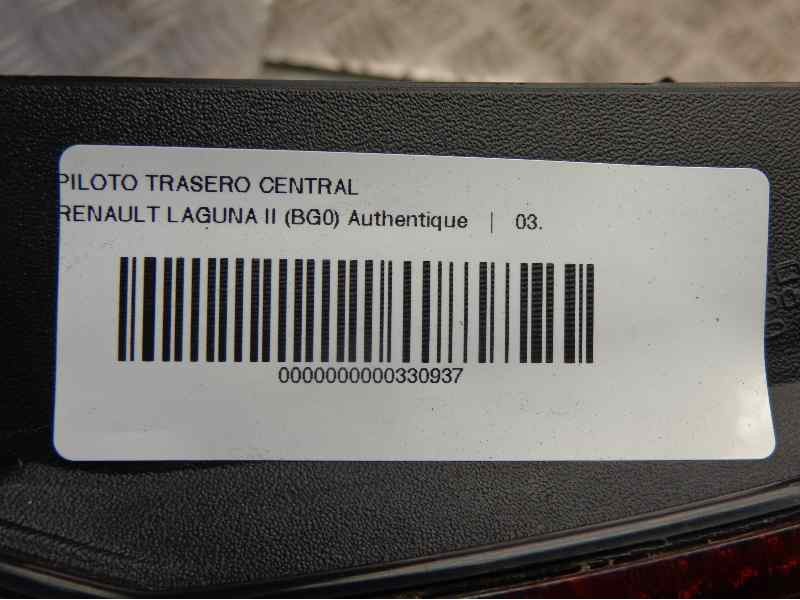 PILOTO TRASERO CENTRAL
RENAULT LAGUNA II (BG0) Authentique | 03.
0000000000330937